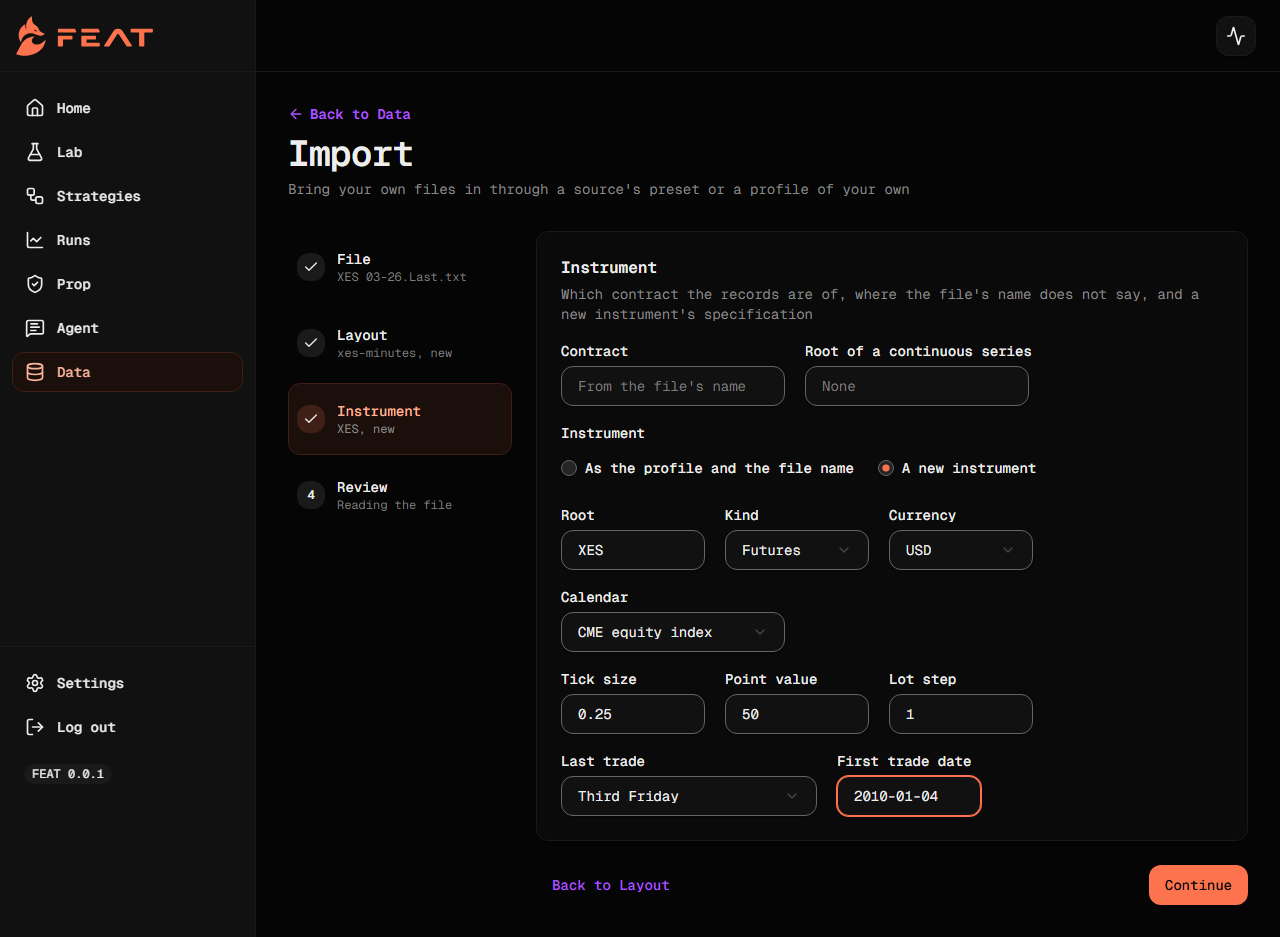 FEAT
Home
Lab
Strategies
Runs
Prop
Agent
Data
Settings
Log out
FEAT 0.0.1
Back to Data
Import
Bring your own files in through a source's preset or a profile of your own
File
XES 03-26.Last.txt
Layout
xes-minutes, new
Instrument
XES, new
4
Review
Reading the file
Instrument
Which contract the records are of, where the file's name does not say, and a
new instrument's specification
Contract
Root of a continuous series
From the file's name
None
Instrument
As the profile and the file name
A new instrument
Root
Kind
Currency
XES
Futures
USD
Calendar
CME equity index
Tick size
Point value
Lot step
0.25
50
1
Last trade
First trade date
Third Friday
2010-01-04
Back to Layout
Continue